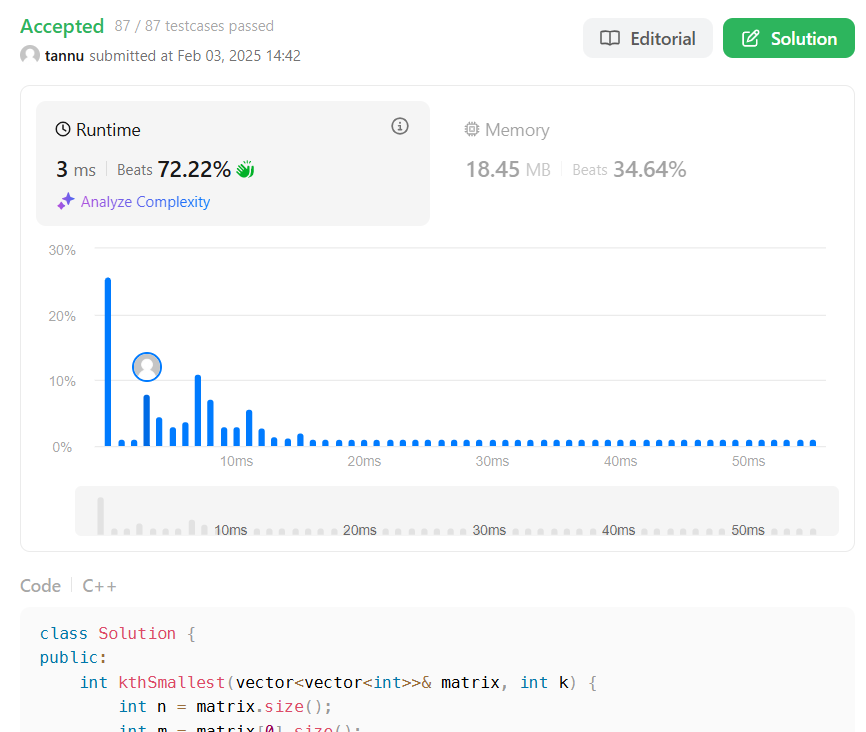 Accepted 87 / 87 testcases passed
Editorial
Solution
tannu submitted at Feb 03, 2025 14:42
Runtime
3 ms Beats 72.22%
Analyze Complexity
Memory
18.45 MB Beats 34.64%
30%
20%
10%
0%
10ms 20ms 30ms 40ms 50ms
10ms 20ms 30ms 40ms 50ms
Code C++
class Solution {
public:
    int kthSmallest(vector<vector<int>>& matrix, int k) {
        int n = matrix.size();
        int m = matrix[0].size();